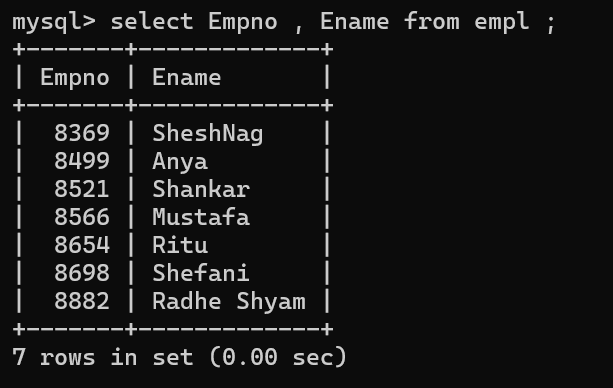 mysql> select Empno , Ename from empl ;
+-------+-------------+
| Empno | Ename       |
+-------+-------------+
|  8369 | SheshNag    |
|  8499 | Anya        |
|  8521 | Shankar     |
|  8566 | Mustafa     |
|  8654 | Ritu        |
|  8698 | Shefani     |
|  8882 | Radhe Shyam |
+-------+-------------+
7 rows in set (0.00 sec)